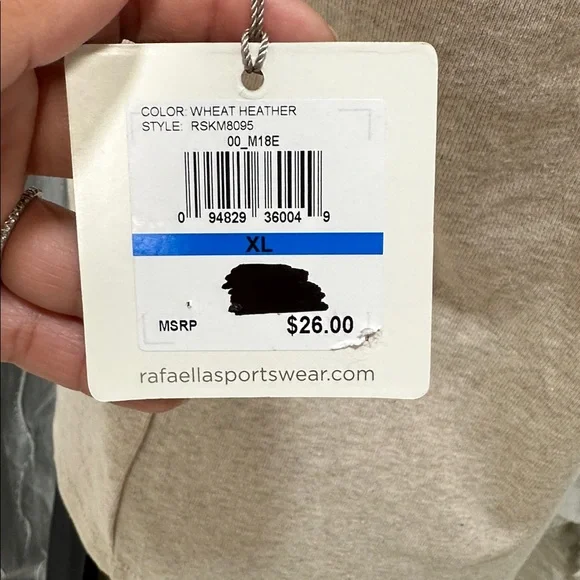 COLOR: WHEAT HEATHER
STYLE: RSKM8095
00_M18E
0 94829 36004 9
XL
MSRP $26.00
rafaellasportswear.com